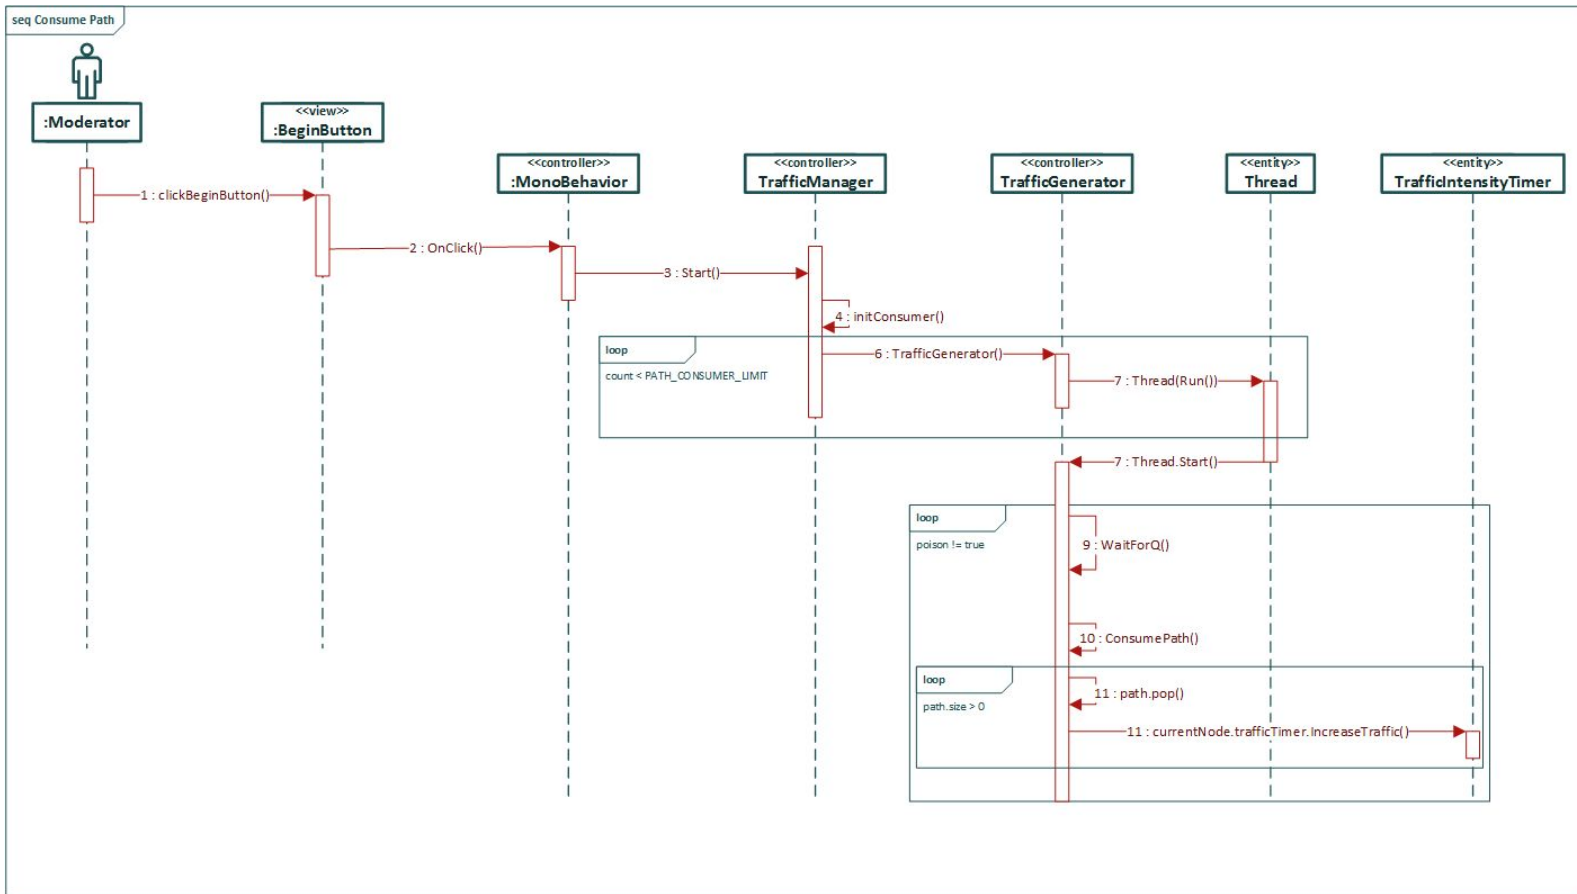 seq Consume Path
:Moderator
<<view>>
:BeginButton
<<controller>>
:MonoBehavior
<<controller>>
TrafficManager
<<controller>>
TrafficGenerator
<<entity>>
Thread
<<entity>>
TrafficIntensityTimer
1 : clickBeginButton()
2 : OnClick()
3 : Start()
4 : initConsumer()
loop
count < PATH_CONSUMER_LIMIT
6 : TrafficGenerator()
7 : Thread(Run())
7 : Thread.Start()
loop
poison != true
9 : WaitForQ()
10 : ConsumePath()
loop
path.size > 0
11 : path.pop()
11 : currentNode.trafficTimer.IncreaseTraffic()